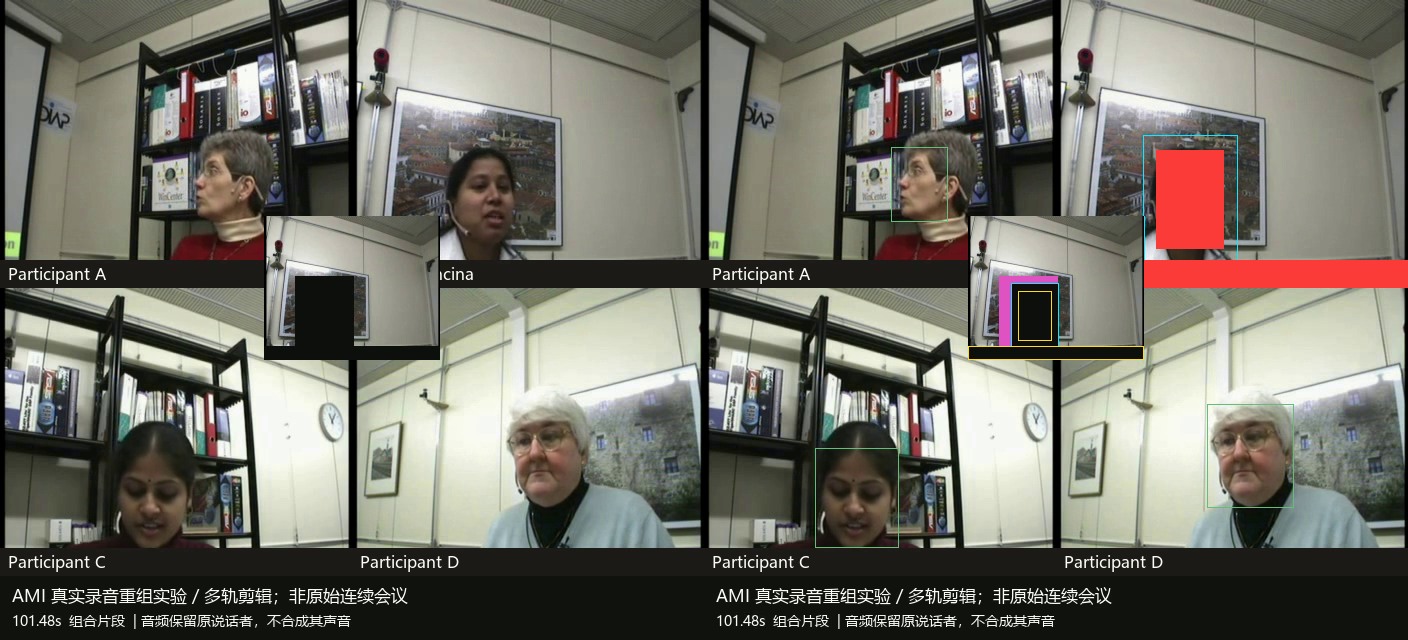 Participant A
ncina
Participant A
Participant C
Participant D
Participant C
Participant D
AMI 真实录音重组实验 / 多轨剪辑；非原始连续会议
AMI 真实录音重组实验 / 多轨剪辑；非原始连续会议
101.48s 组合片段 | 音频保留原说话者，不合成其声音
101.48s 组合片段 | 音频保留原说话者，不合成其声音